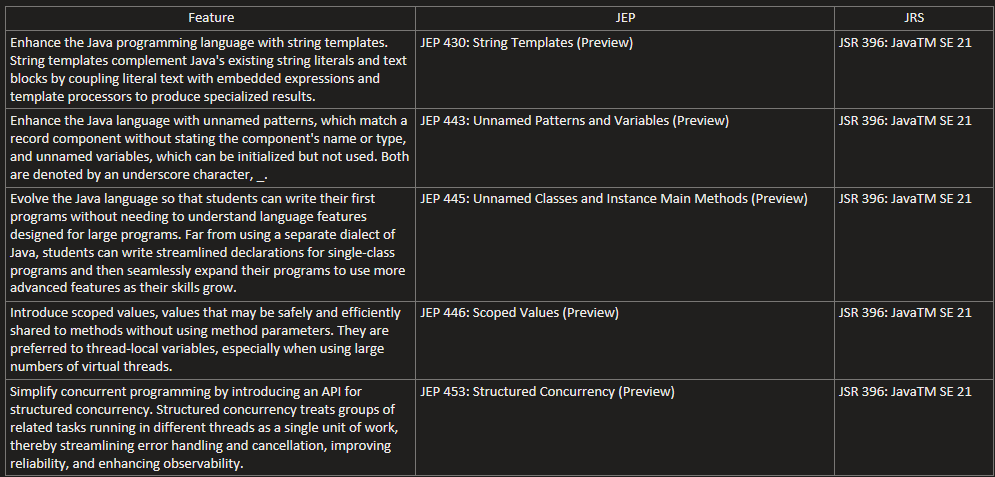 Feature JEP JRS
Enhance the Java programming language with string templates. JEP 430: String Templates (Preview) JSR 396: JavaTM SE 21
String templates complement Java's existing string literals and text
blocks by coupling literal text with embedded expressions and
template processors to produce specialized results.
Enhance the Java language with unnamed patterns, which match a JEP 443: Unnamed Patterns and Variables (Preview) JSR 396: JavaTM SE 21
record component without stating the component's name or type,
and unnamed variables, which can be initialized but not used. Both
are denoted by an underscore character, _.
Evolve the Java language so that students can write their first JEP 445: Unnamed Classes and Instance Main Methods (Preview) JSR 396: JavaTM SE 21
programs without needing to understand language features
designed for large programs. Far from using a separate dialect of
Java, students can write streamlined declarations for single-class
programs and then seamlessly expand their programs to use more
advanced features as their skills grow.
Introduce scoped values, values that may be safely and efficiently JEP 446: Scoped Values (Preview) JSR 396: JavaTM SE 21
shared to methods without using method parameters. They are
preferred to thread-local variables, especially when using large
numbers of virtual threads.
Simplify concurrent programming by introducing an API for JEP 453: Structured Concurrency (Preview) JSR 396: JavaTM SE 21
structured concurrency. Structured concurrency treats groups of
related tasks running in different threads as a single unit of work,
thereby streamlining error handling and cancellation, improving
reliability, and enhancing observability.